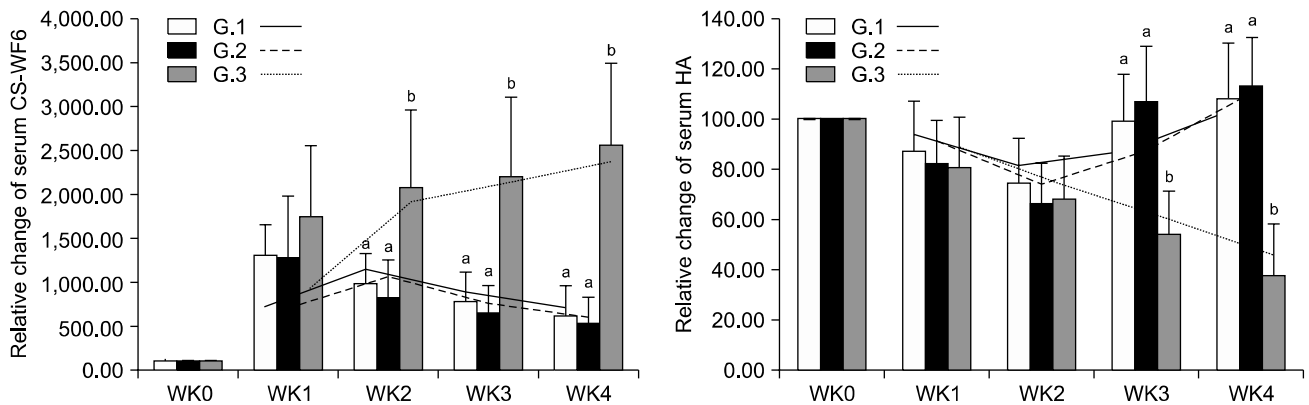 Relative change of serum CS-WF6
4,000.00
3,500.00
3,000.00
2,500.00
2,000.00
1,500.00
1,000.00
500.00
0.00
G.1
G.2
G.3
a
a
b
a
a
b
a
a
b
WK0 WK1 WK2 WK3 WK4
Relative change of serum HA
140.00
120.00
100.00
80.00
60.00
40.00
20.00
0.00
G.1
G.2
G.3
a
a
b
a
a
b
WK0 WK1 WK2 WK3 WK4